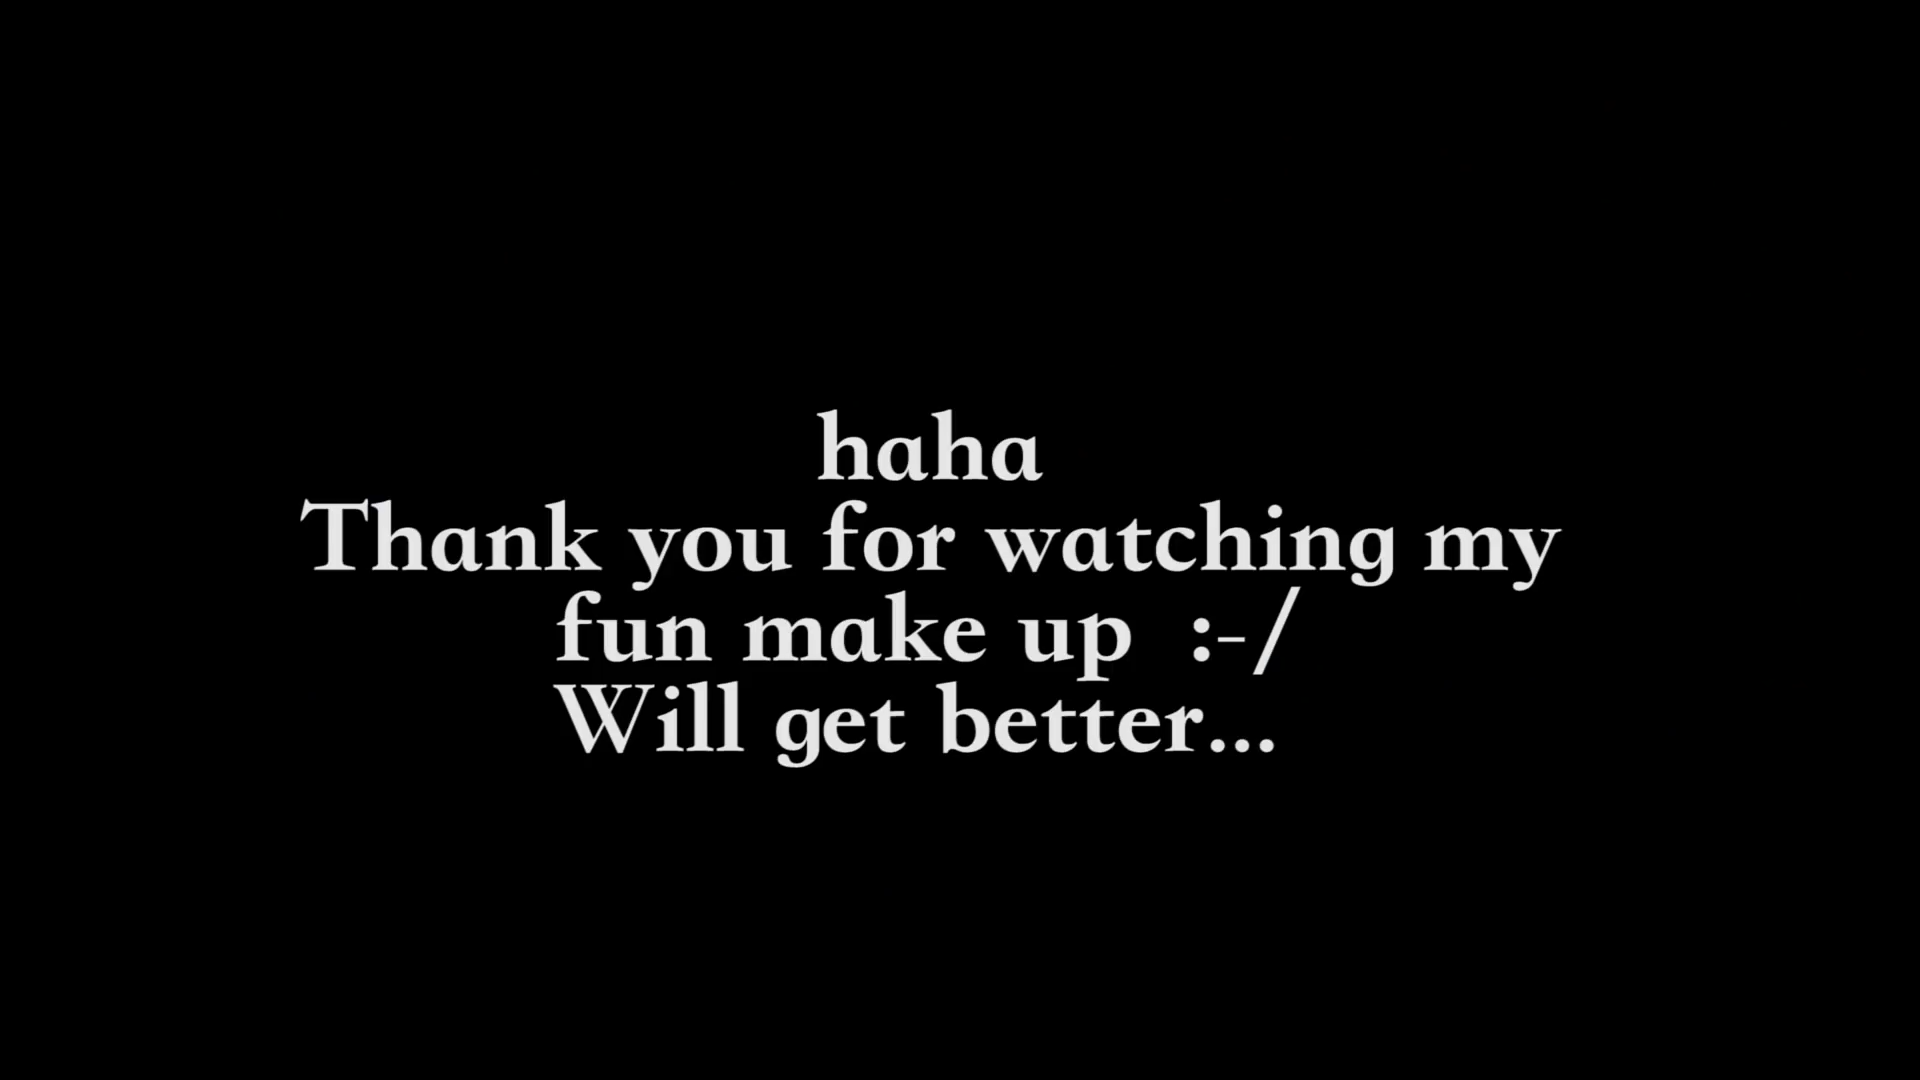 haha
Thank you for watching my
fun make up  :-/
Will get better...